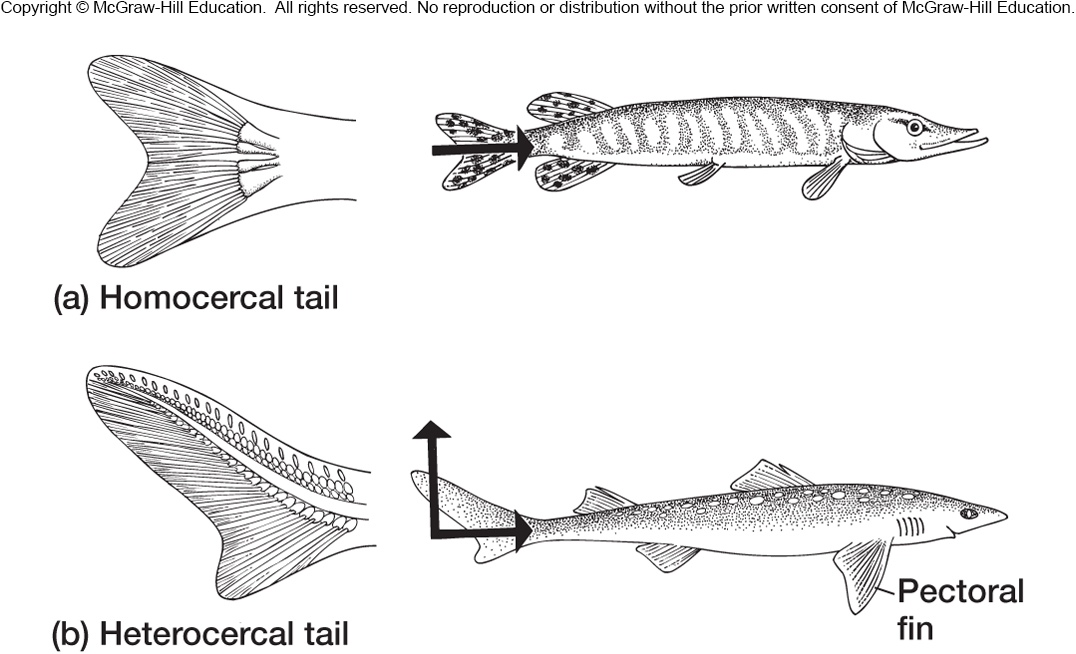 Copyright © McGraw-Hill Education.  All rights reserved. No reproduction or distribution without the prior written consent of McGraw-Hill Education.
(a) Homocercal tail
Pectoral
fin
(b) Heterocercal tail